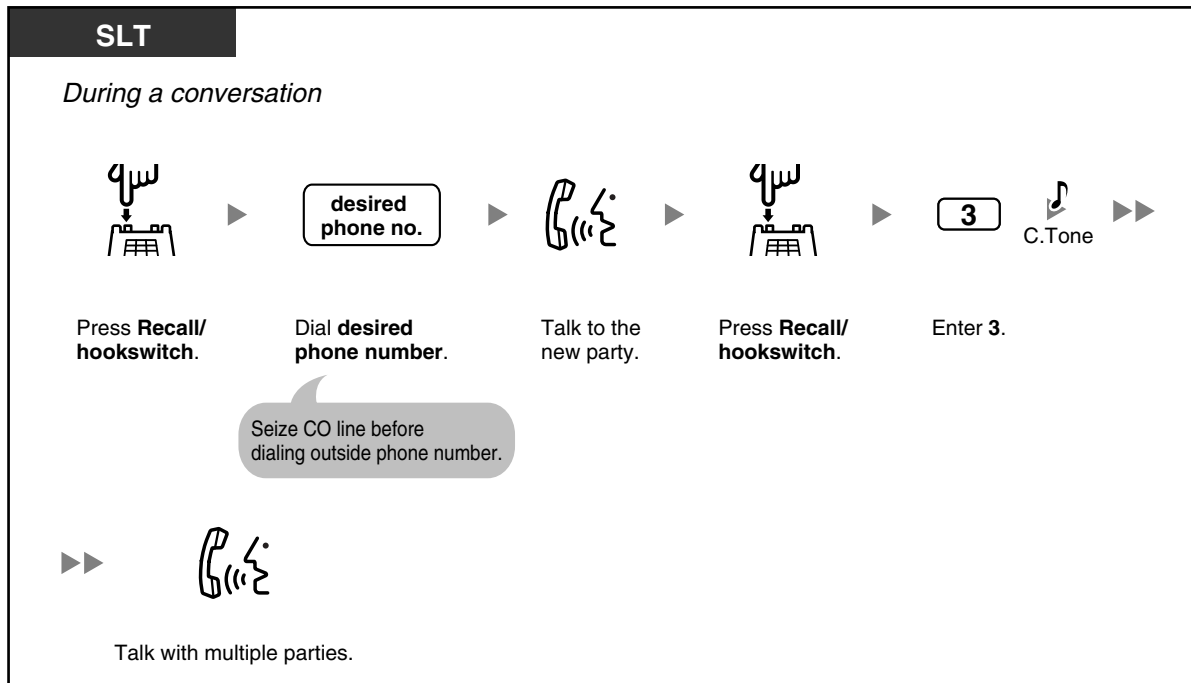 SLT
During a conversation
desired
phone no.
3
C.Tone
Press Recall/
hookswitch.
Dial desired
phone number.
Talk to the
new party.
Press Recall/
hookswitch.
Enter 3.
Seize CO line before
dialing outside phone number.
Talk with multiple parties.